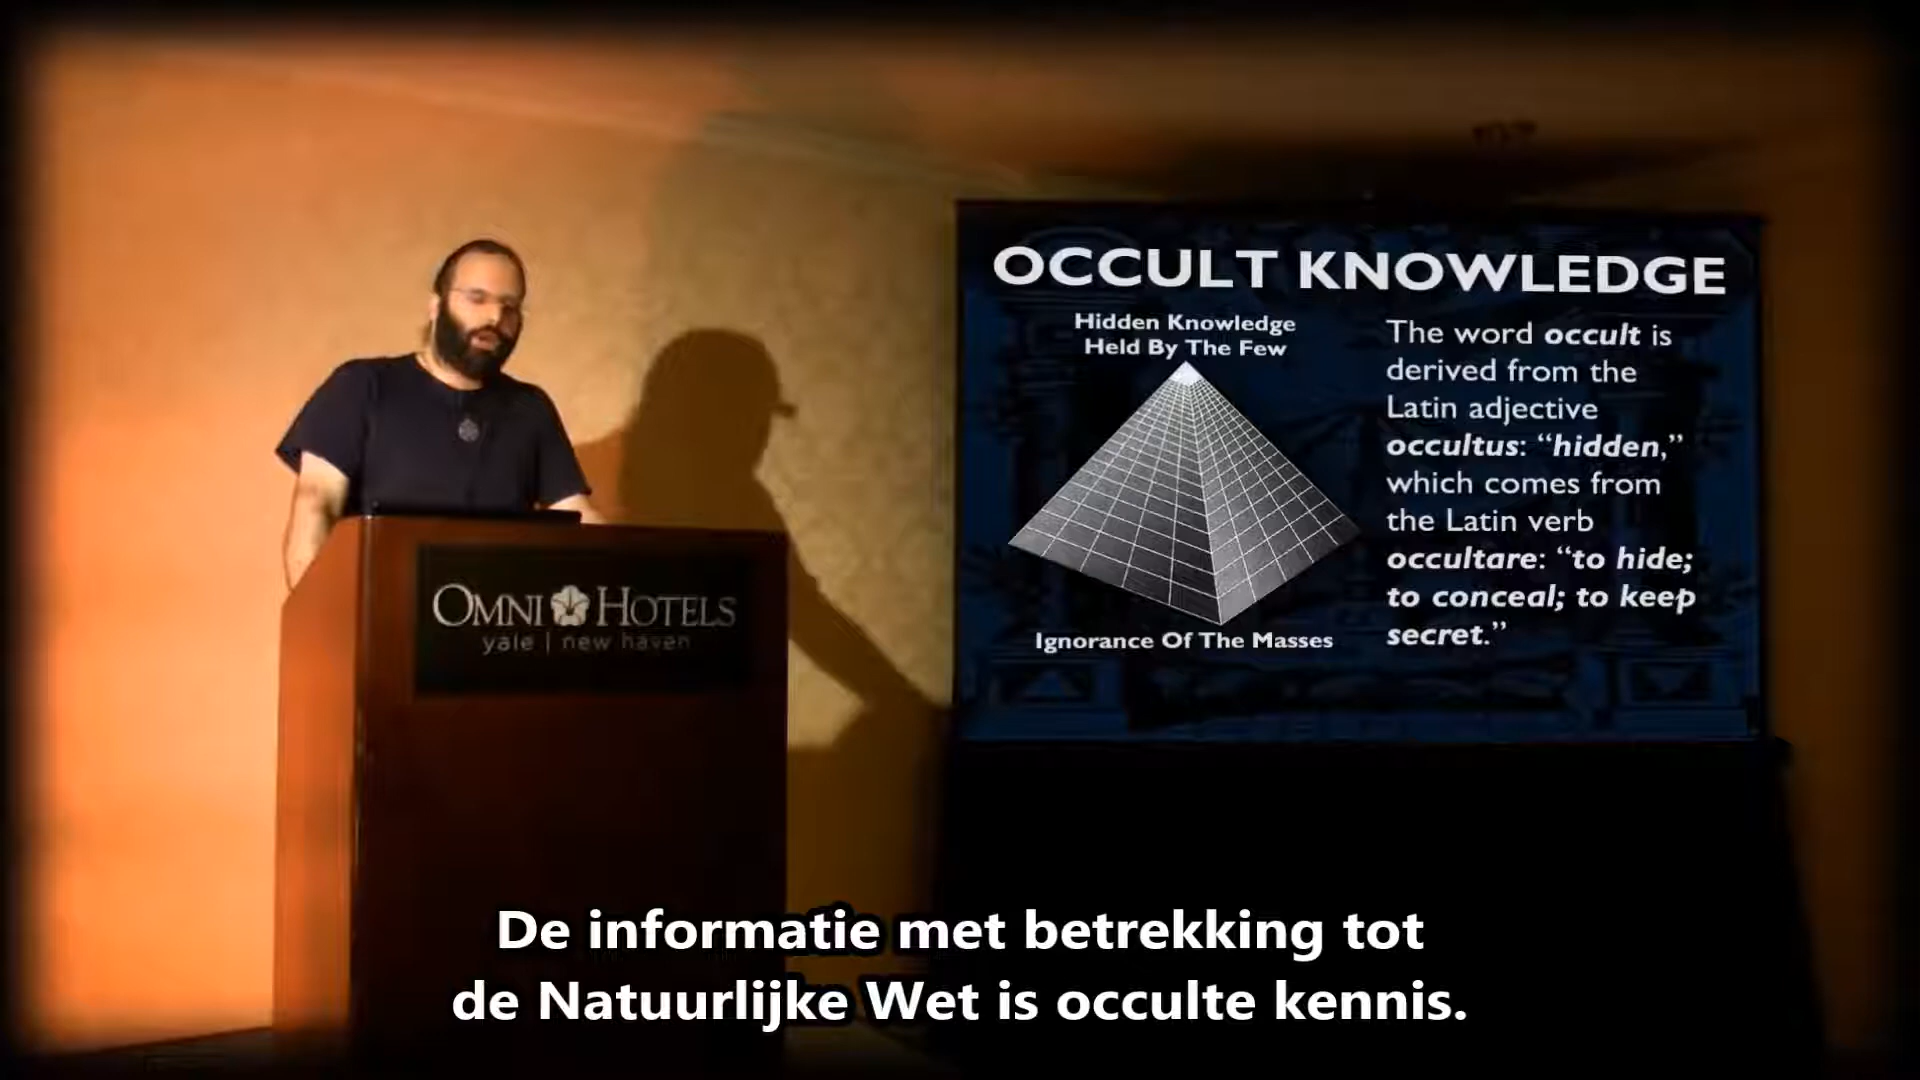 OCCULT KNOWLEDGE
Hidden Knowledge
Held By The Few
Ignorance Of The Masses
The word occult is
derived from the
Latin adjective
occultus: “hidden,”
which comes from
the Latin verb
occultare: “to hide;
to conceal; to keep
secret.”
OMNI HOTELS
yale | new haven
De informatie met betrekking tot
de Natuurlijke Wet is occulte kennis.